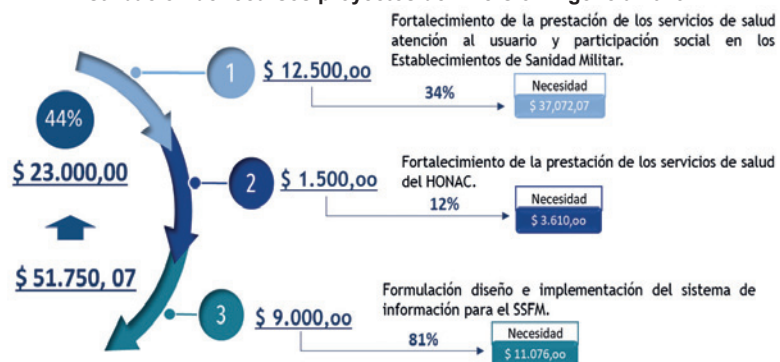 Fortalecimiento de la prestación de los servicios de salud
atención al usuario y participación social en los
Establecimientos de Sanidad Militar.
1
$ 12.500,oo
34%
Necesidad
$ 37,072,07
44%
$ 23.000,00
$ 51.750, 07
Fortalecimiento de la prestación de los servicios de salud
del HONAC.
2
$ 1.500,oo
12%
Necesidad
$ 3.610,oo
Formulación diseño e implementación del sistema de
información para el SSFM.
3
$ 9.000,oo
81%
Necesidad
$ 11.076,oo